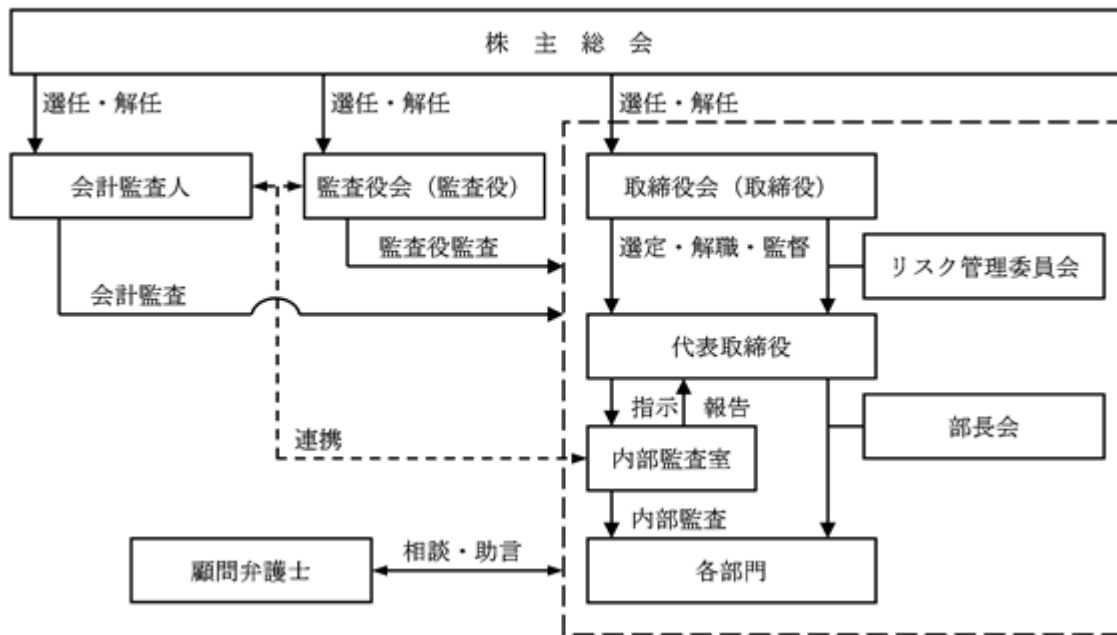 株 主 総 会
選任・解任
選任・解任
選任・解任
会計監査人
監査役会（監査役）
取締役会（取締役）
監査役監査
選定・解職・監督
リスク管理委員会
会計監査
代表取締役
指示
報告
部長会
連携
内部監査室
内部監査
相談・助言
顧問弁護士
各部門